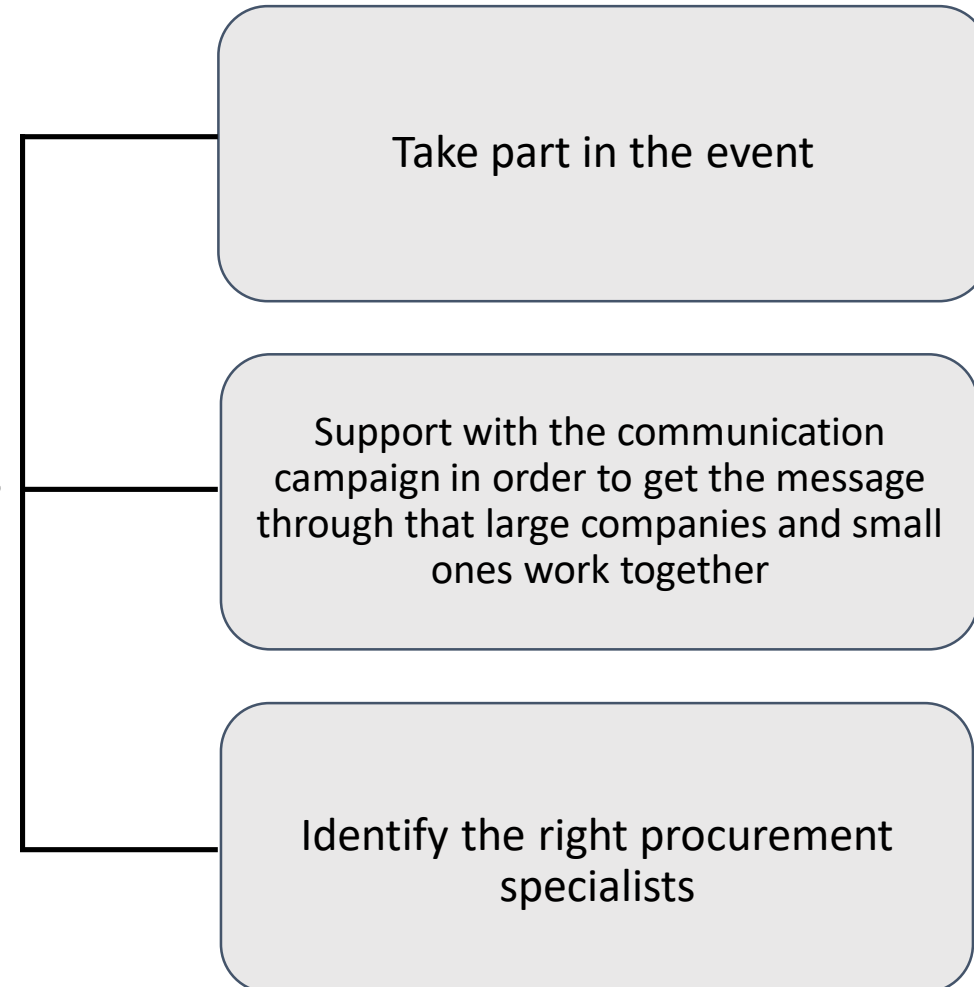 Take part in the event
Support with the communication
campaign in order to get the message
through that large companies and small
ones work together
Identify the right procurement
specialists